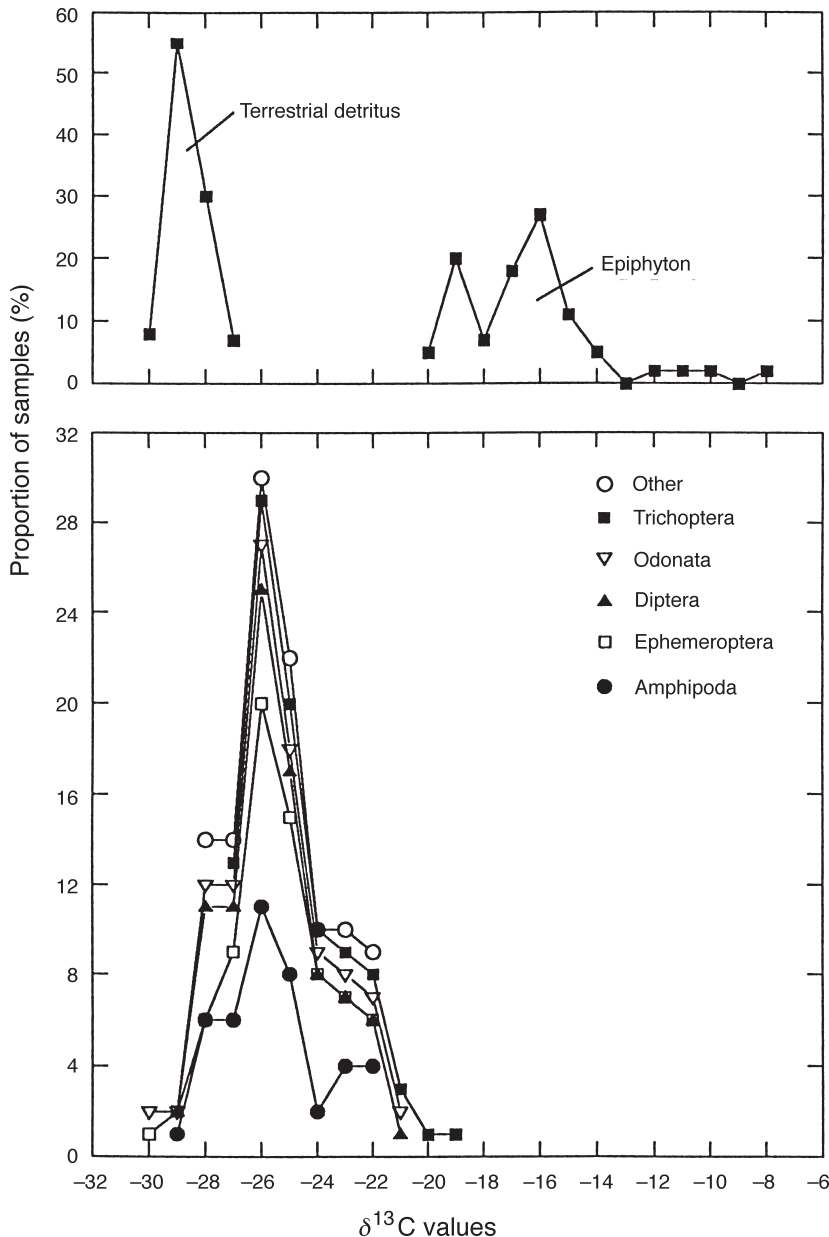 60
50
40
30
20
10
0
Terrestrial detritus
Epiphyton
Proportion of samples (%)
32
28
24
20
16
12
8
4
0
Other
Trichoptera
Odonata
Diptera
Ephemeroptera
Amphipoda
–32 –30 –28 –26 –24 –22 –20 –18 –16 –14 –12 –10 –8 –6
δ¹³C values